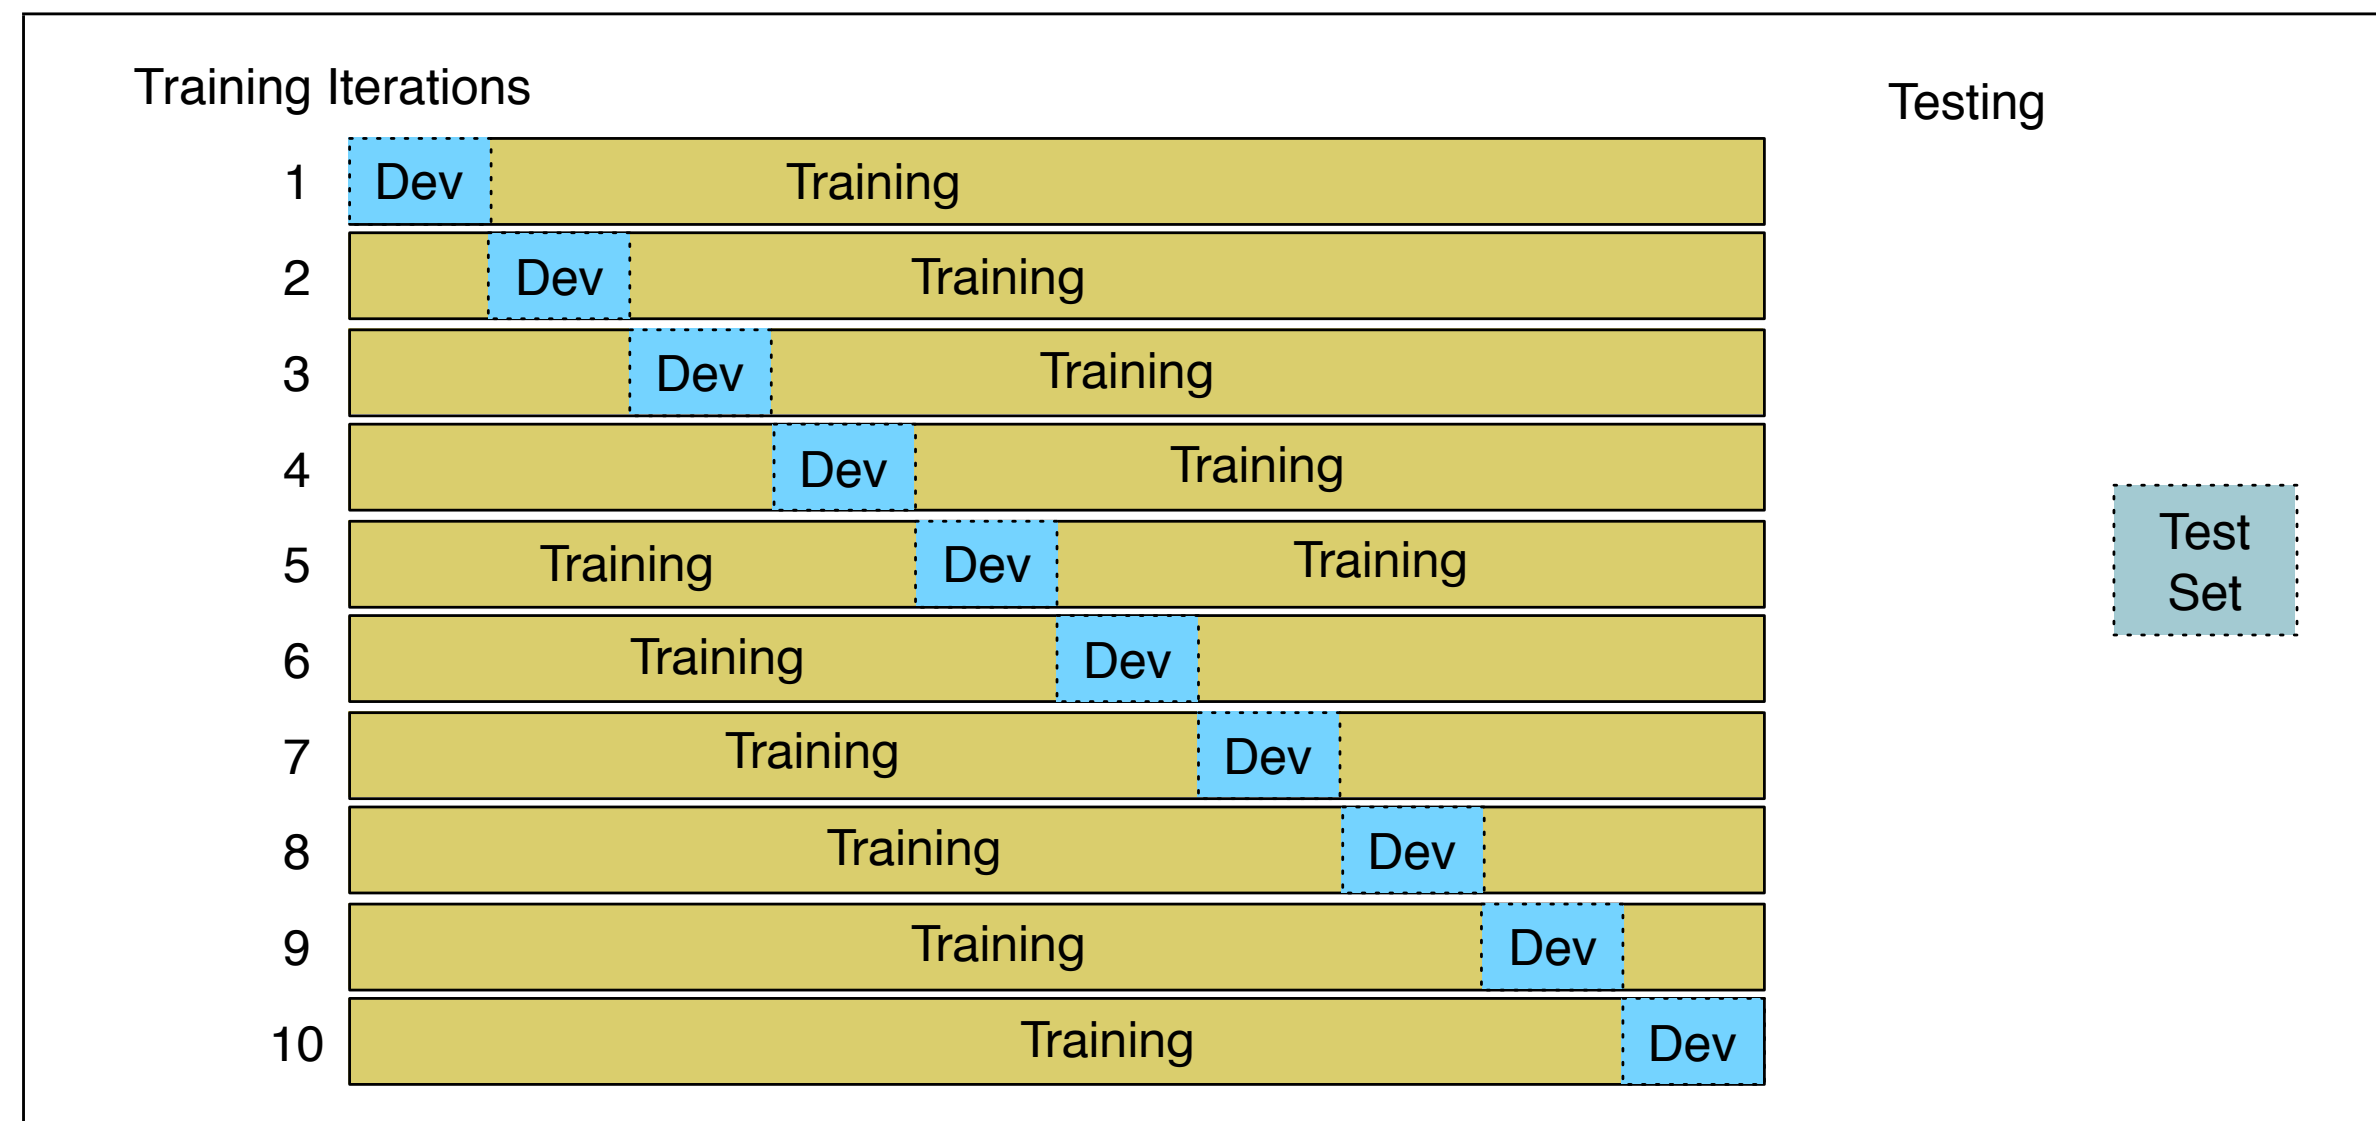 Training Iterations
Testing
1 Dev Training
2 Dev Training
3 Dev Training
4 Dev Training
5 Training Dev Training
6 Training Dev
7 Training Dev
8 Training Dev
9 Training Dev
10 Training Dev
Test
Set